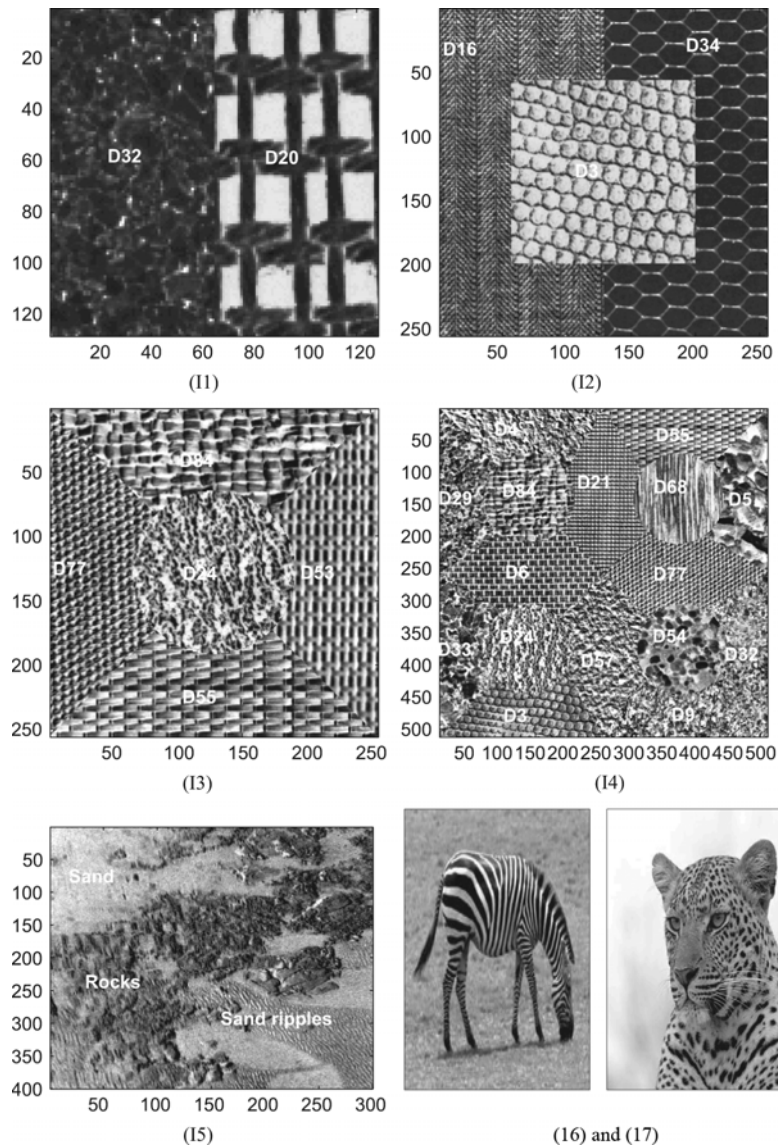 20
40
60
80
100
120
D32
D20
20 40 60 80 100 120
(I1)
50
100
150
200
250
D16
D34
D3
50 100 150 200 250
(I2)
50
100
150
200
250
D84
D77
D24
D53
D55
50 100 150 200 250
(I3)
50
100
150
200
250
300
350
400
450
500
D4
D55
D29
D84
D21
D68
D5
D6
D77
D24
D54
D33
D57
D32
D3
D9
50 100 150 200 250 300 350 400 450 500
(I4)
50
100
150
200
250
300
350
400
Sand
Rocks
Sand ripples
50 100 150 200 250 300
(I5)
(16) and (17)